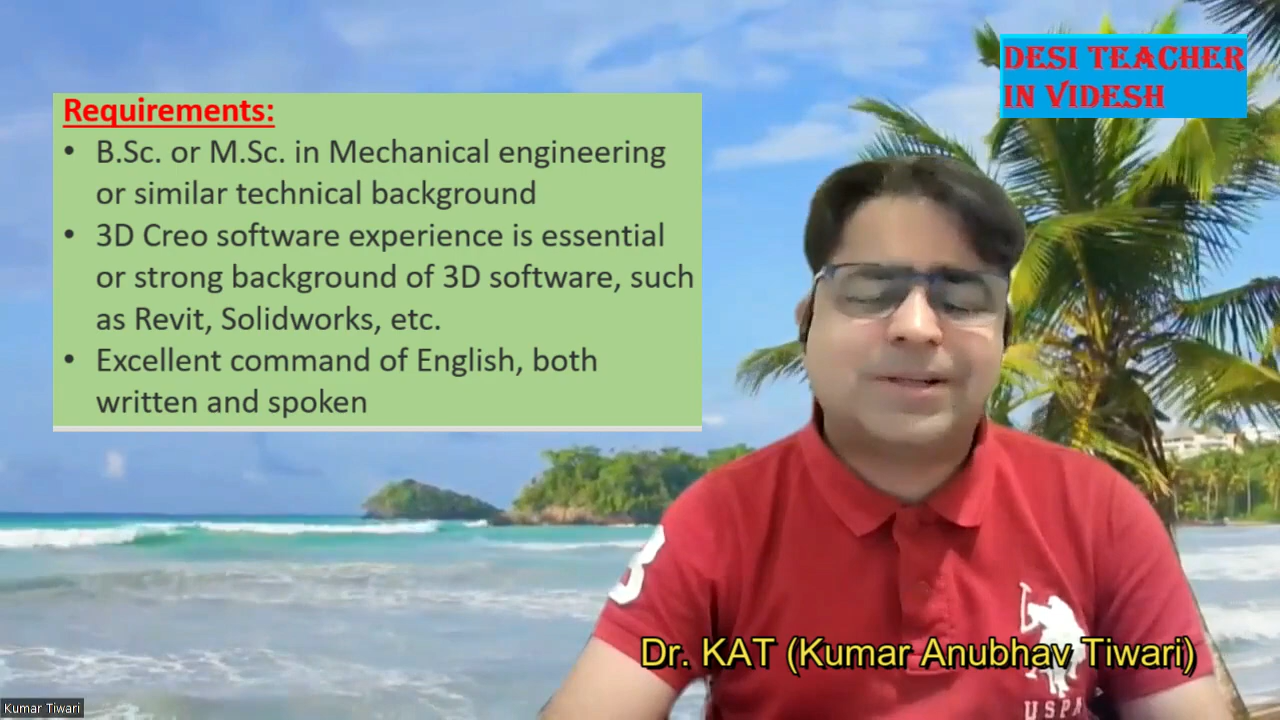 DESI TEACHER
IN VIDESH
Requirements:
• B.Sc. or M.Sc. in Mechanical engineering
or similar technical background
• 3D Creo software experience is essential
or strong background of 3D software, such
as Revit, Solidworks, etc.
• Excellent command of English, both
written and spoken
3
Dr. KAT (Kumar Anubhav Tiwari)
USPA
Kumar Tiwari